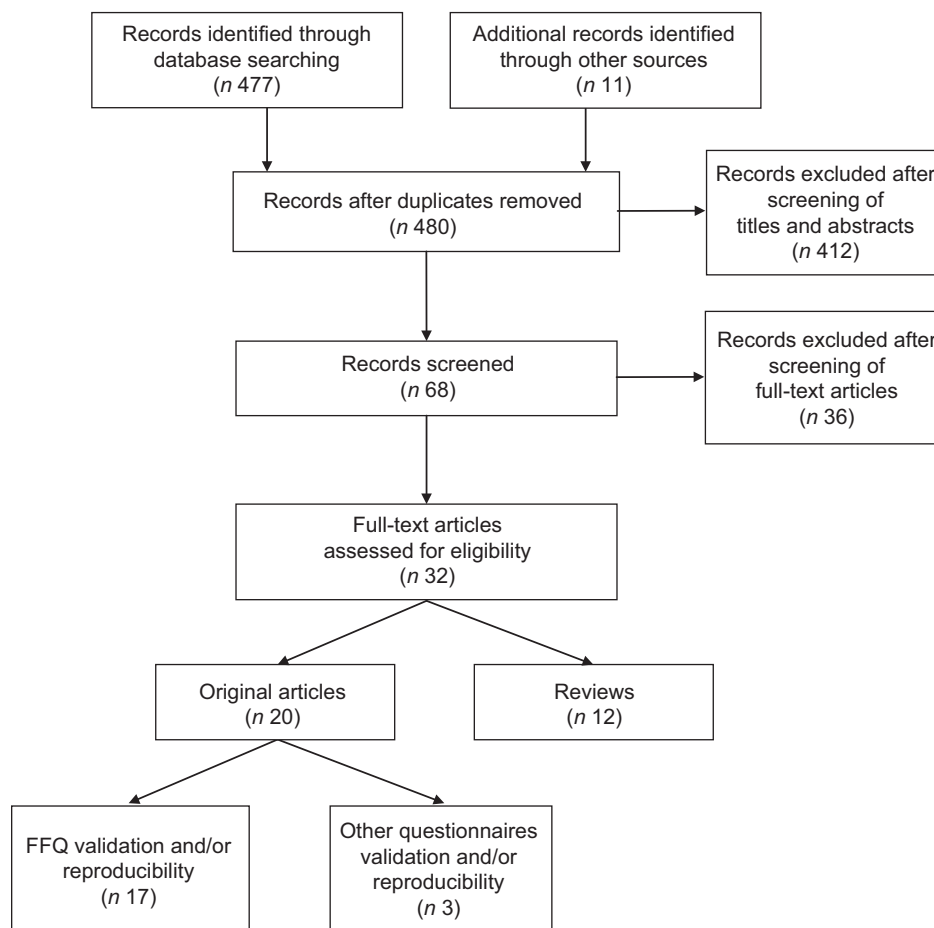 Records identified through
database searching
(n 477)
Additional records identified
through other sources
(n 11)
Records after duplicates removed
(n 480)
Records excluded after
screening of
titles and abstracts
(n 412)
Records screened
(n 68)
Records excluded after
screening of
full-text articles
(n 36)
Full-text articles
assessed for eligibility
(n 32)
Original articles
(n 20)
Reviews
(n 12)
FFQ validation and/or
reproducibility
(n 17)
Other questionnaires
validation and/or
reproducibility
(n 3)